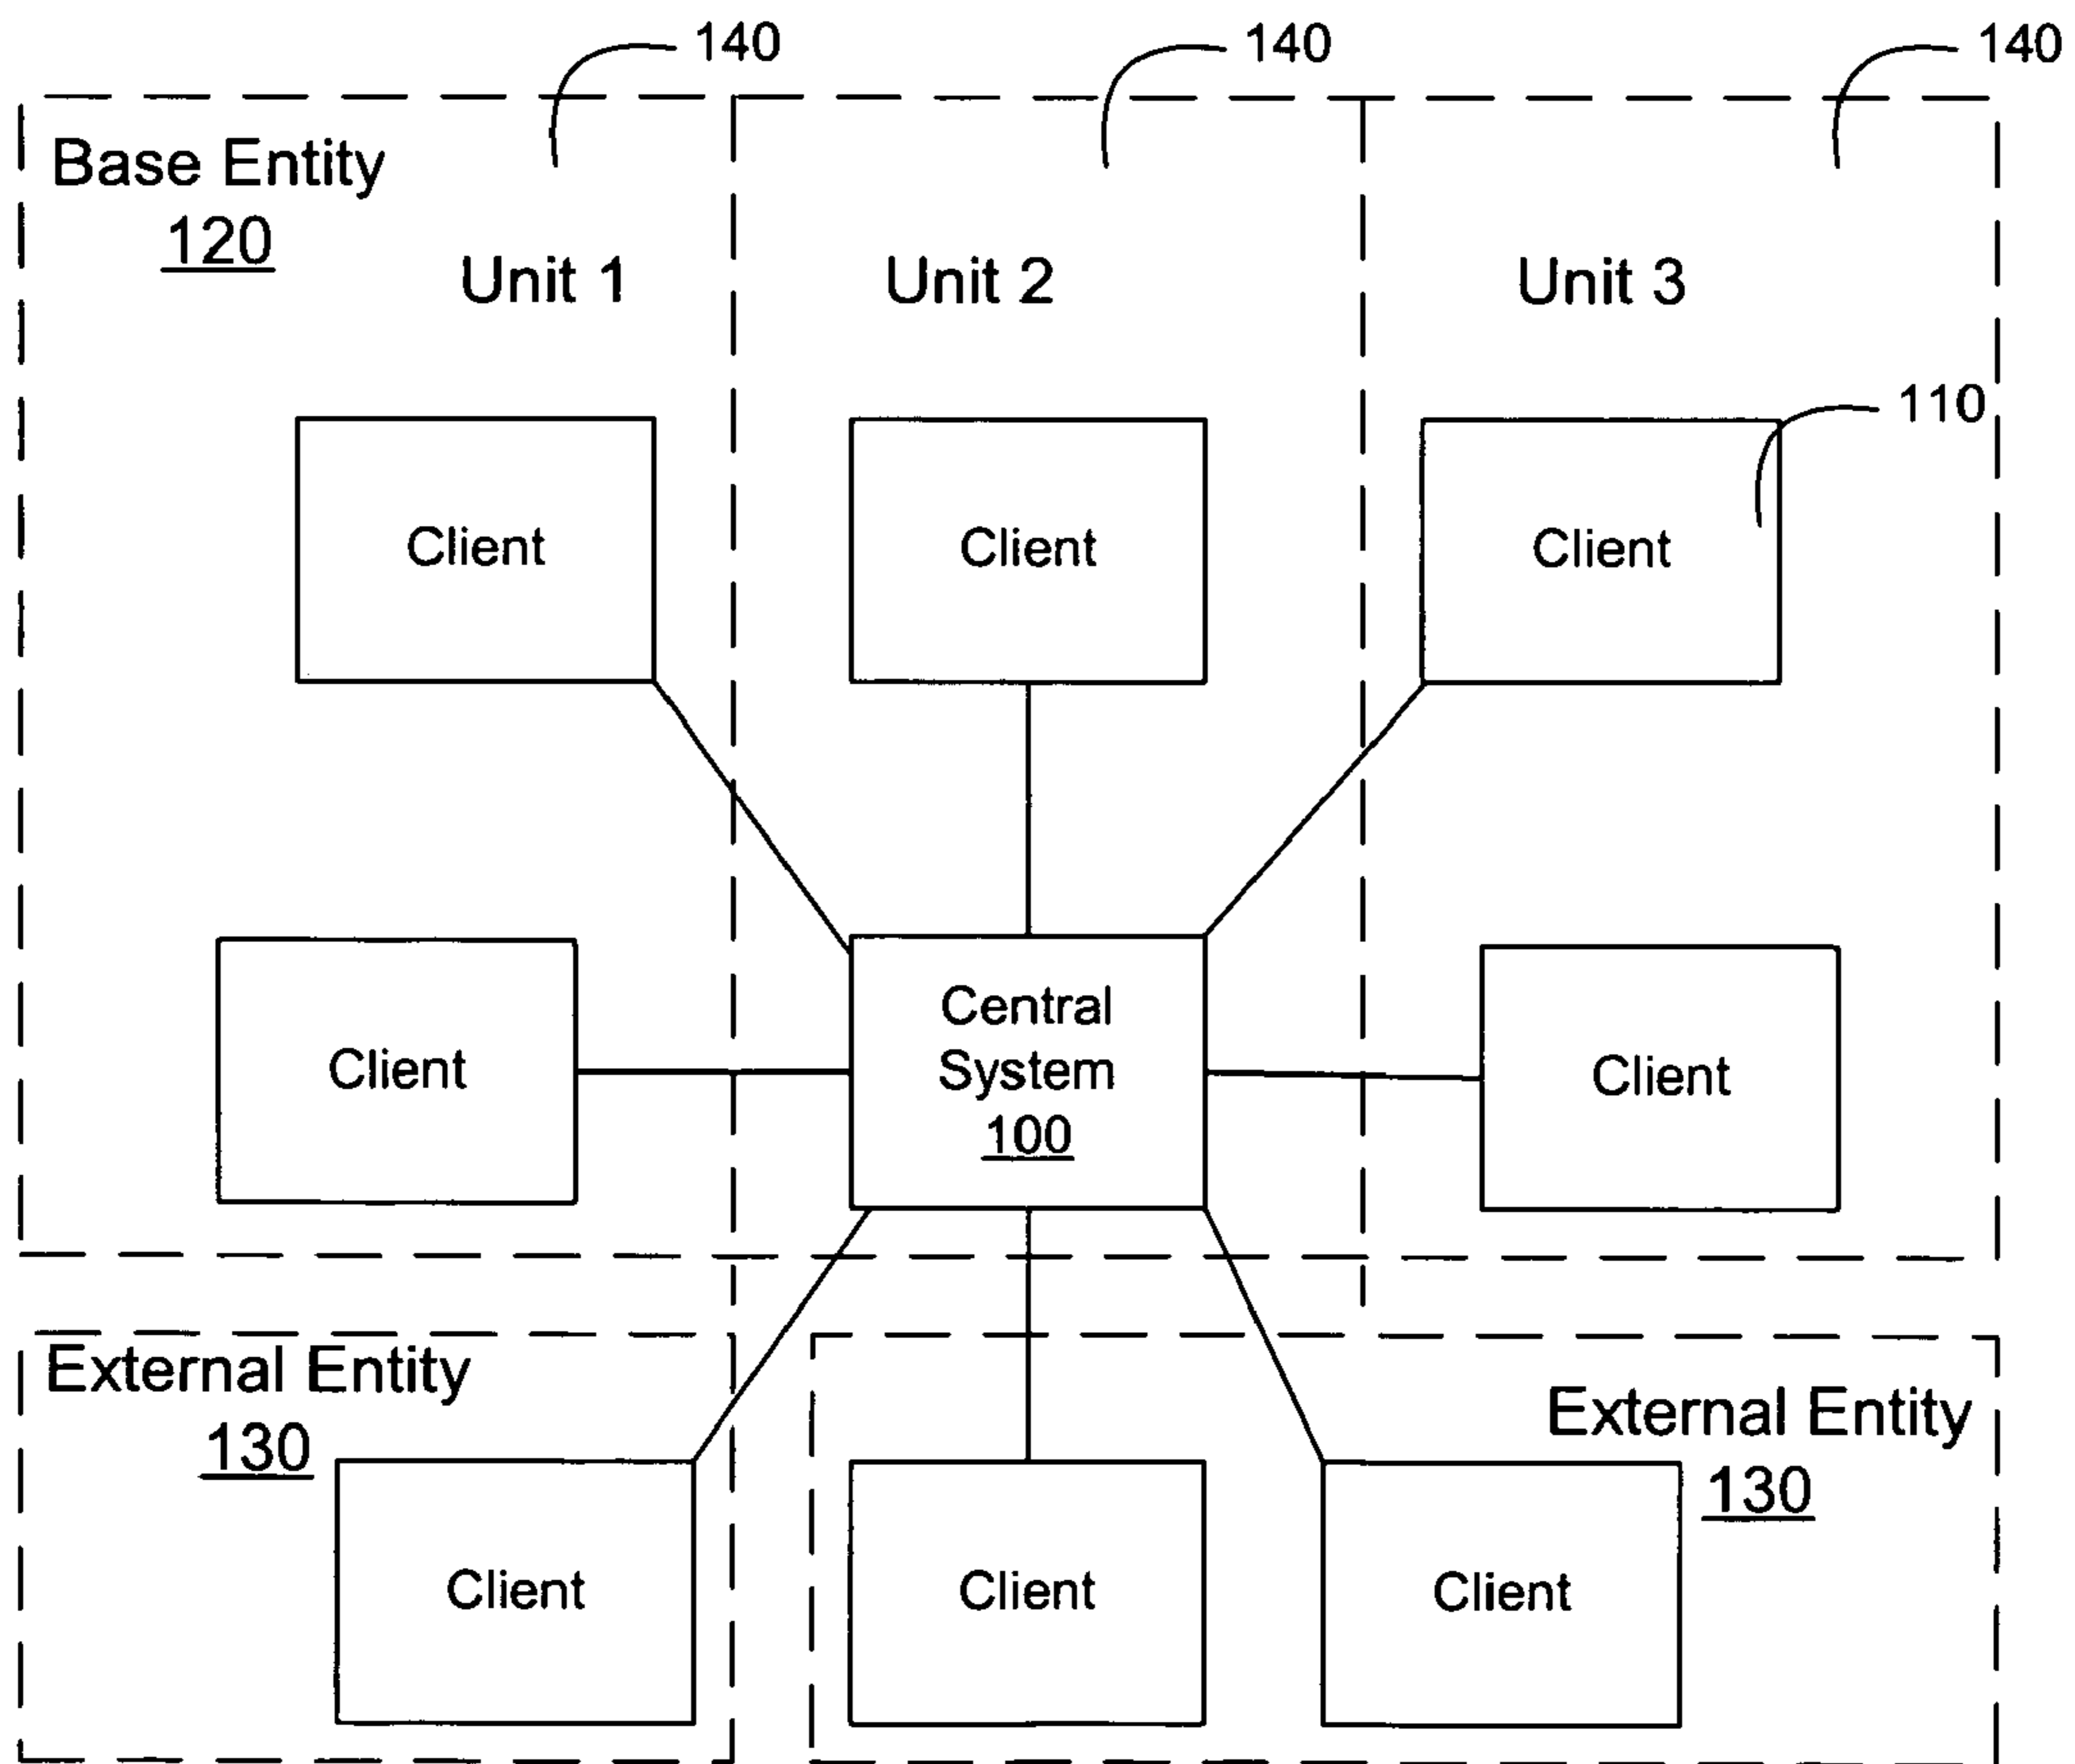 140
140
140
Base Entity
120
Unit 1
Unit 2
Unit 3
110
Client
Client
Client
Client
Central
System
100
Client
External Entity
130
External Entity
130
Client
Client
Client